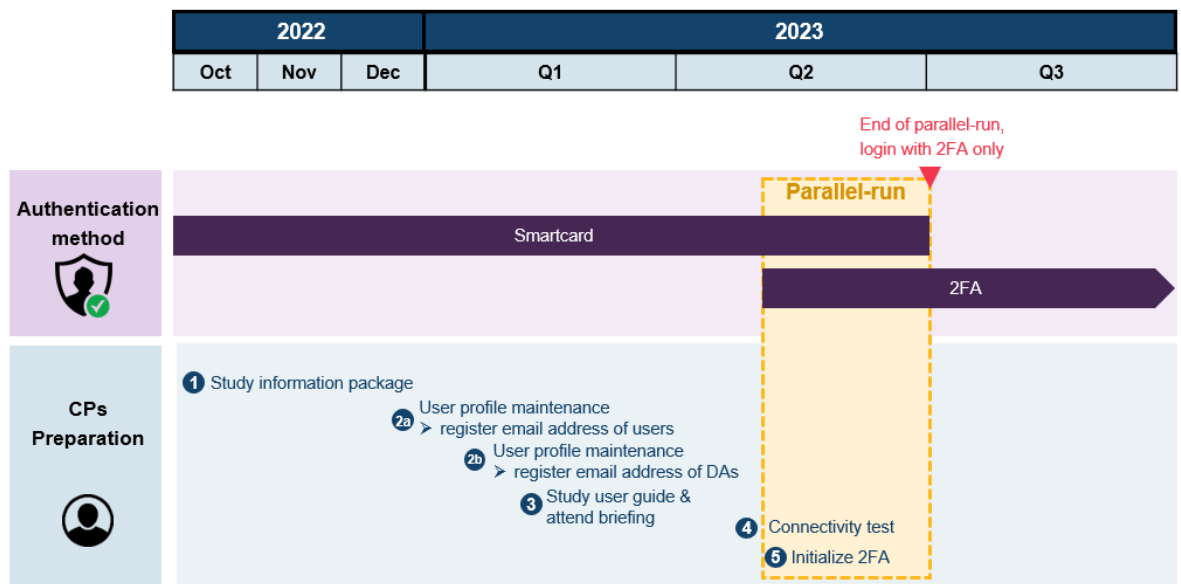 2022
2023
Oct
Nov
Dec
Q1
Q2
Q3
End of parallel-run,
login with 2FA only
Authentication
method
Parallel-run
Smartcard
2FA
CPs
Preparation
1 Study information package
2a User profile maintenance
➤ register email address of users
2b User profile maintenance
➤ register email address of DAs
3 Study user guide &
attend briefing
4 Connectivity test
5 Initialize 2FA